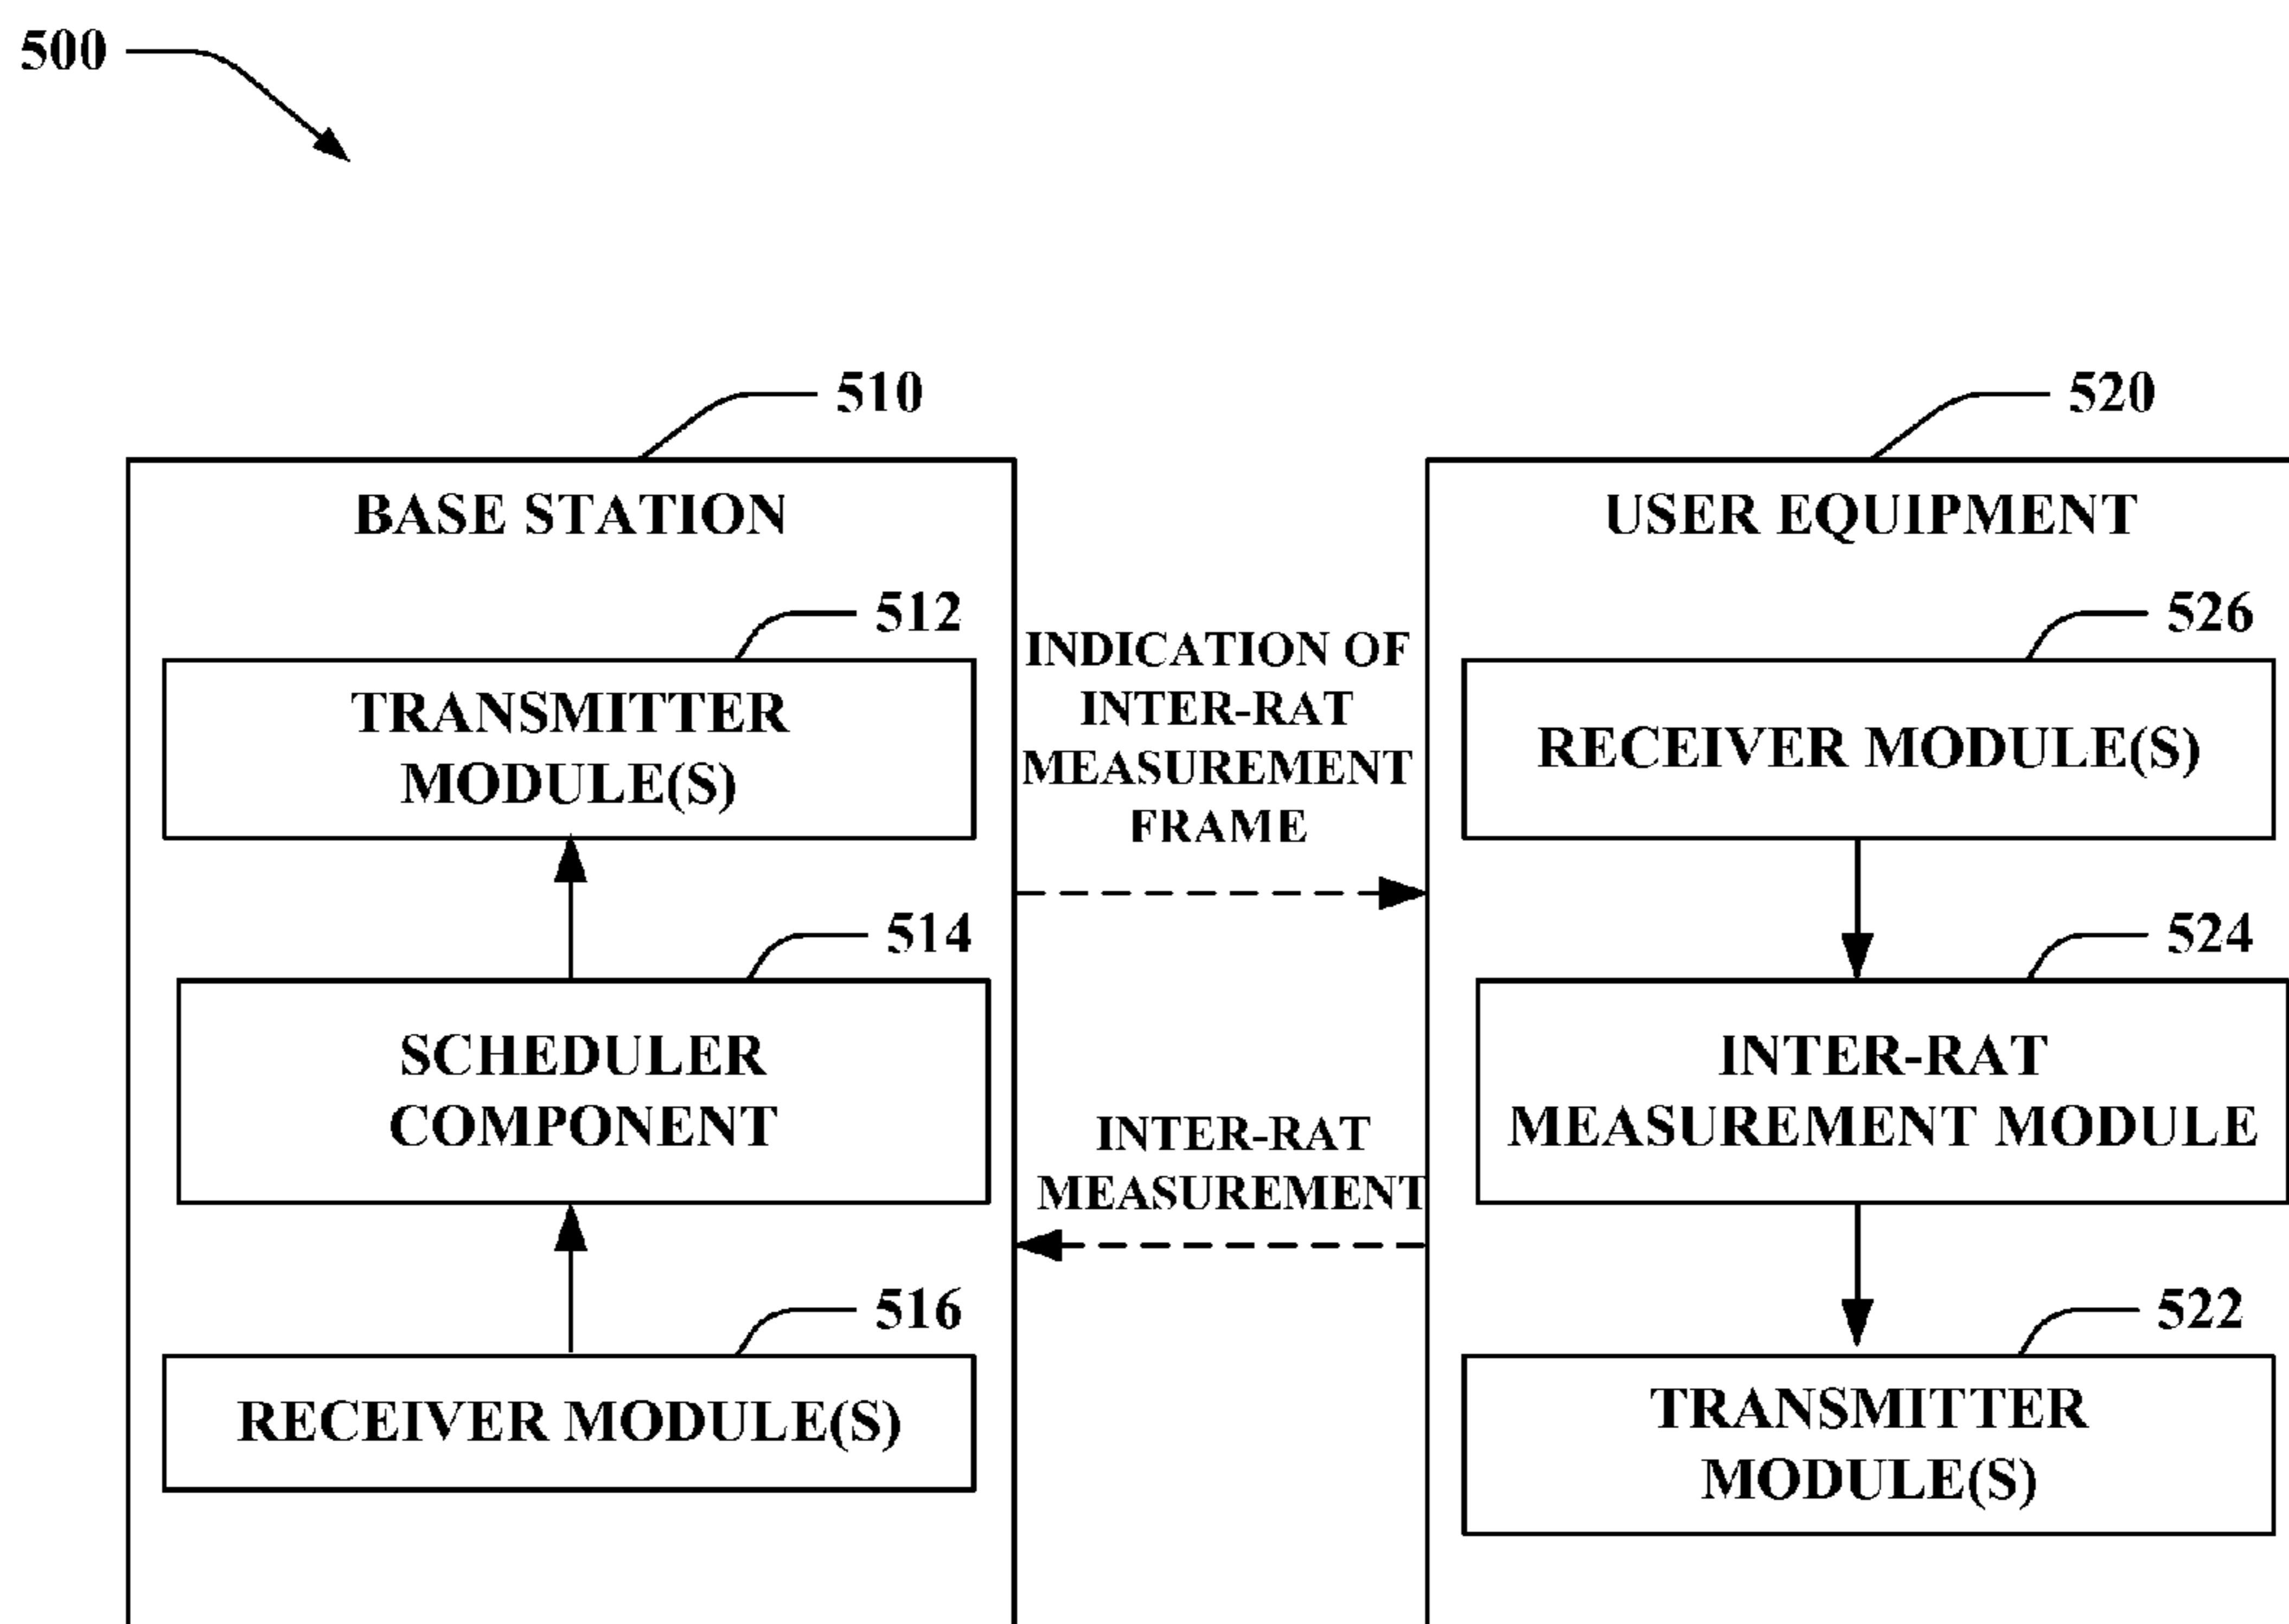 500
510
BASE STATION
512
TRANSMITTER
MODULE(S)
514
SCHEDULER
COMPONENT
516
RECEIVER MODULE(S)
INDICATION OF
INTER-RAT
MEASUREMENT
FRAME
INTER-RAT
MEASUREMENT
520
USER EQUIPMENT
526
RECEIVER MODULE(S)
524
INTER-RAT
MEASUREMENT MODULE
522
TRANSMITTER
MODULE(S)